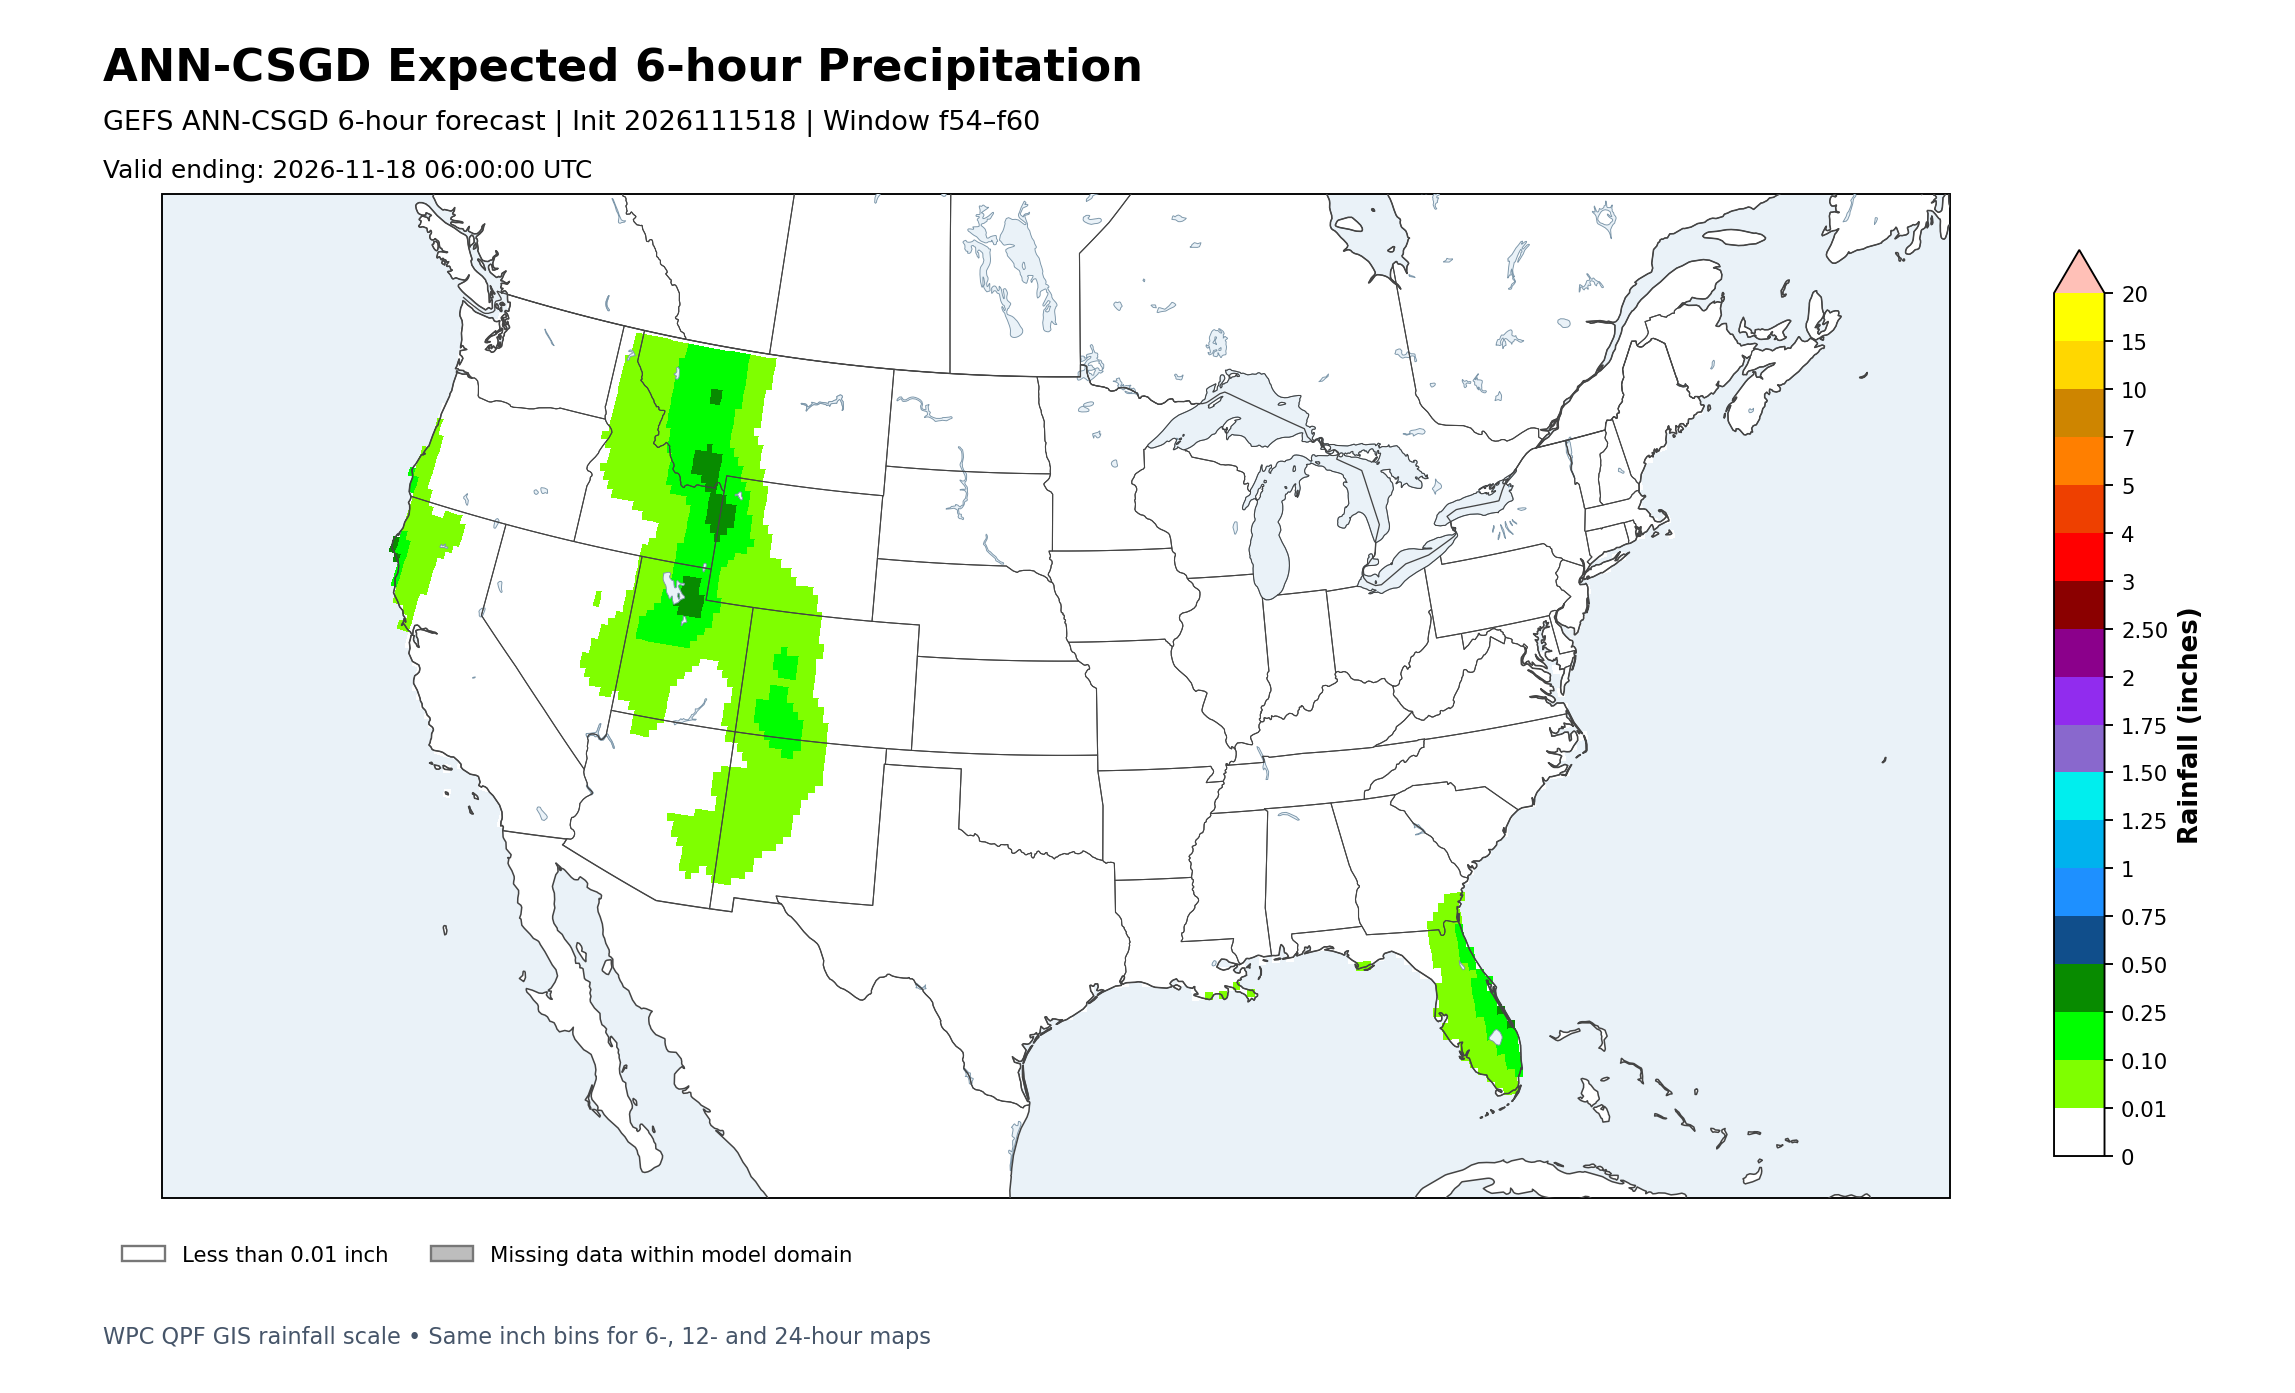 ANN-CSGD Expected 6-hour Precipitation
GEFS ANN-CSGD 6-hour forecast | Init 2026111518 | Window f54–f60
Valid ending: 2026-11-18 06:00:00 UTC
20
15
10
7
5
4
3
2.50
2
1.75
1.50
1.25
1
0.75
0.50
0.25
0.10
0.01
0
Rainfall (inches)
Less than 0.01 inch
Missing data within model domain
WPC QPF GIS rainfall scale • Same inch bins for 6-, 12- and 24-hour maps